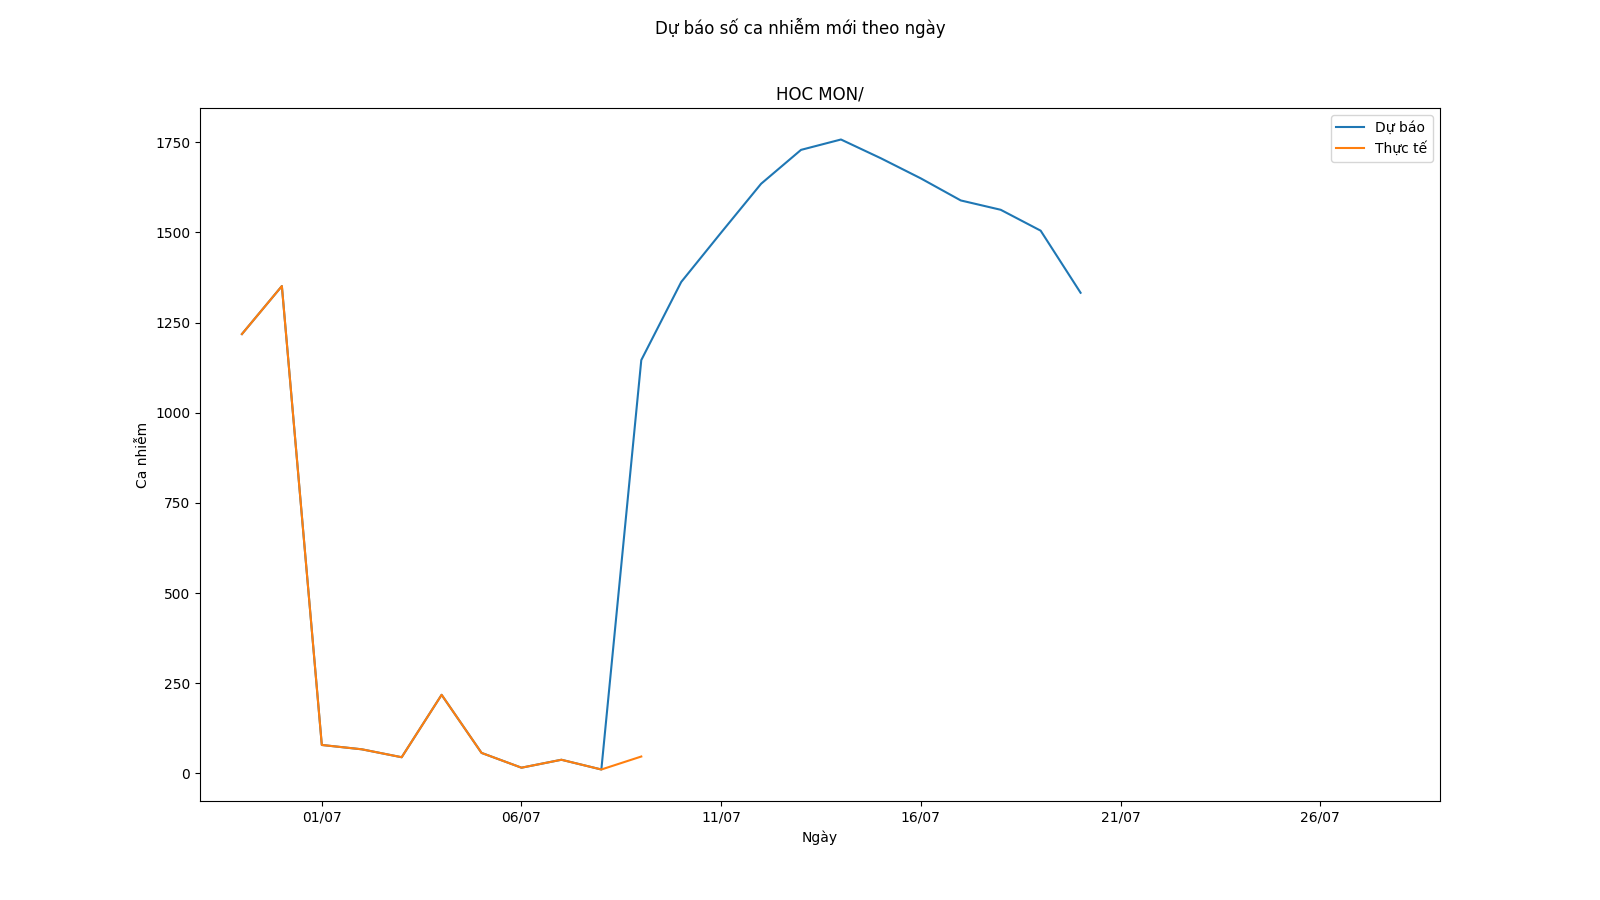 Dự báo số ca nhiễm mới theo ngày
HOC MON/
Dự báo
Thực tế
1750
1500
1250
1000
750
500
250
0
Ca nhiễm
01/07
06/07
11/07
16/07
21/07
26/07
Ngày